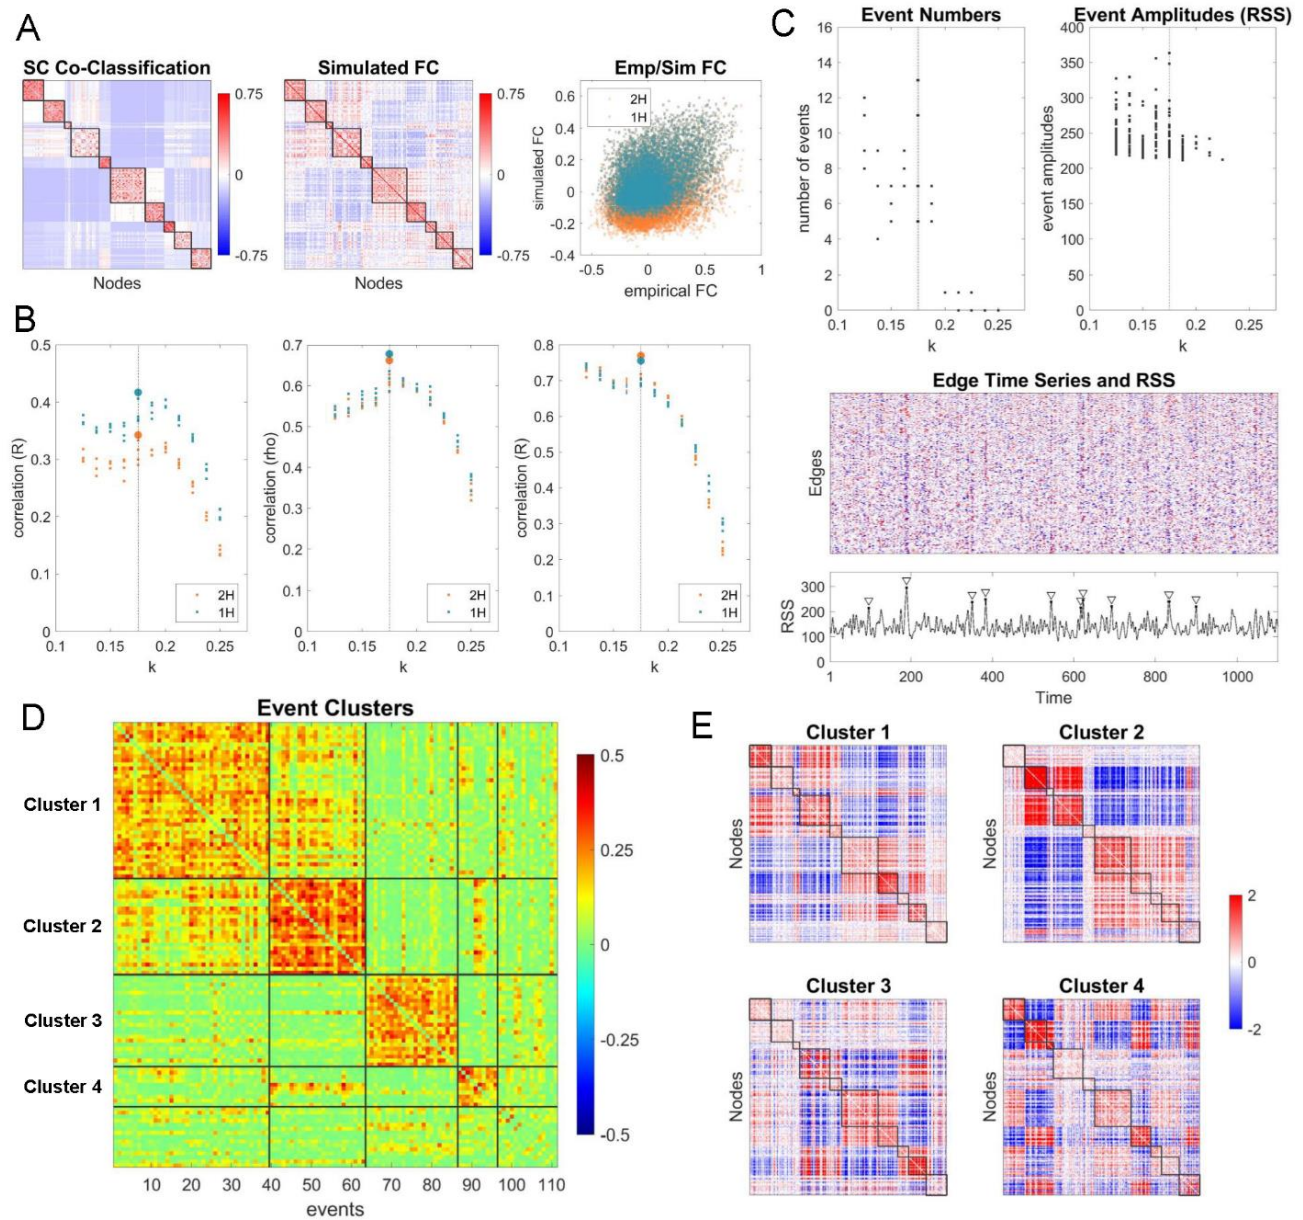 A
SC Co-Classification
0.75
0
-0.75
Nodes
Simulated FC
0.75
0
-0.75
Nodes
Emp/Sim FC
2H
1H
0.6
0.4
0.2
0
-0.2
-0.4
simulated FC
-0.5
0
0.5
1
empirical FC
B
0.5
0.4
0.3
0.2
0.1
0
correlation (R)
2H
1H
0.1
0.15
0.2
0.25
k
0.7
0.6
0.5
0.4
0.3
0.2
0.1
0
correlation (rho)
2H
1H
0.1
0.15
0.2
0.25
k
0.8
0.7
0.6
0.5
0.4
0.3
0.2
0.1
0
correlation (R)
2H
1H
0.1
0.15
0.2
0.25
k
C
Event Numbers
16
14
12
10
8
6
4
2
0
number of events
0.1
0.15
0.2
0.25
k
Event Amplitudes (RSS)
400
350
300
250
200
150
100
50
0
event amplitudes
0.1
0.15
0.2
0.25
k
Edge Time Series and RSS
Edges
300
200
100
0
RSS
1
200
400
600
800
1000
Time
D
Event Clusters
Cluster 1
Cluster 2
Cluster 3
Cluster 4
10
20
30
40
50
60
70
80
90
100
110
events
0.5
0.25
0
-0.25
-0.5
E
Cluster 1
Nodes
Cluster 2
Nodes
Cluster 3
Nodes
Cluster 4
Nodes
2
0
-2